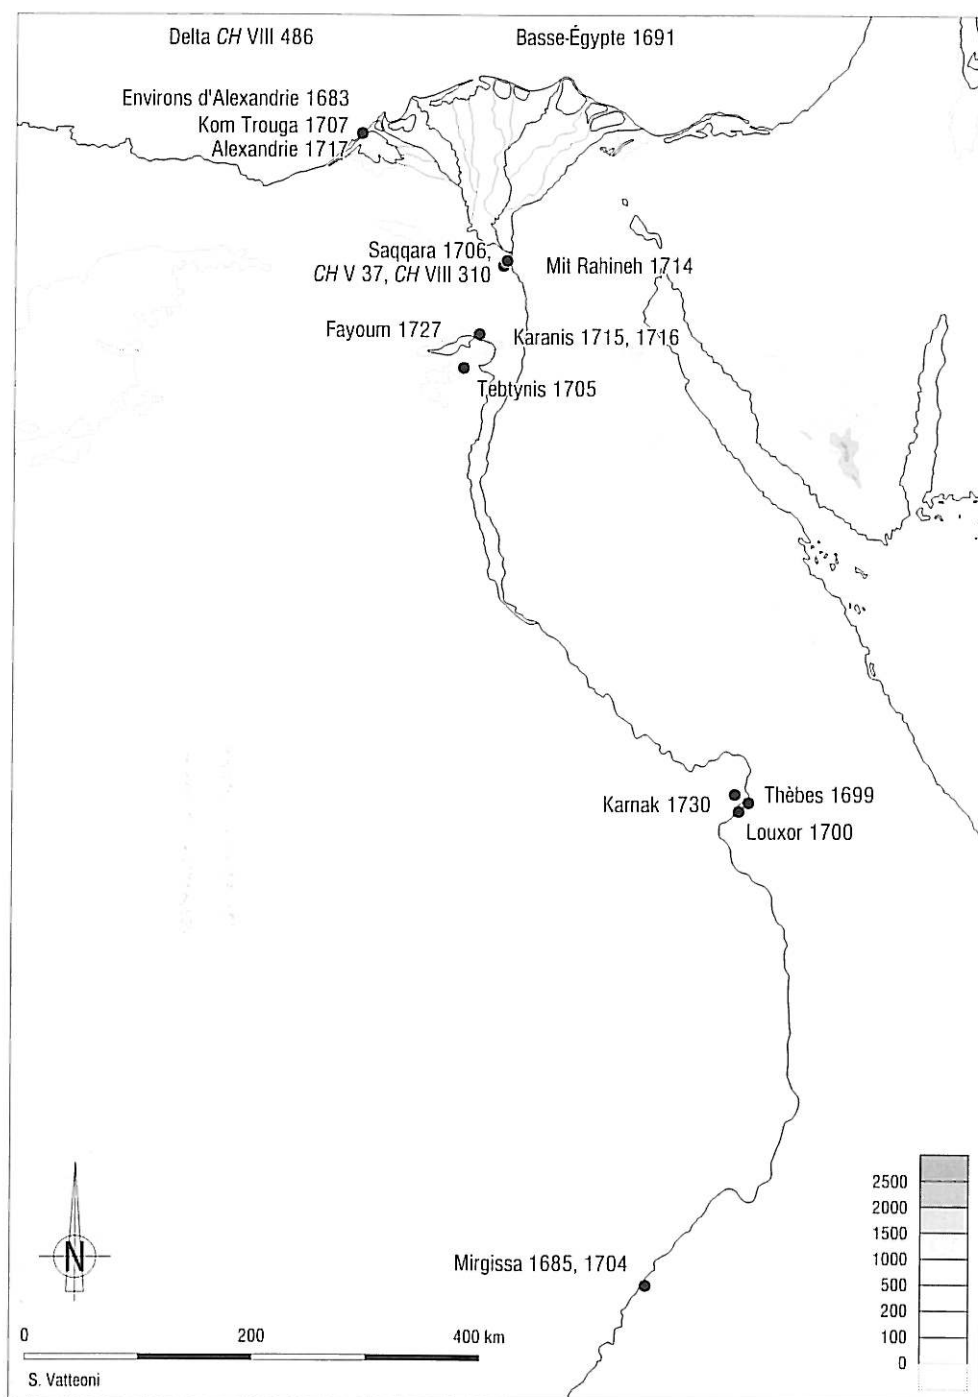 Delta CH VIII 486
Basse-Égypte 1691
Environs d'Alexandrie 1683
Kom Trouga 1707
Alexandrie 1717
Saqqara 1706,
CH V 37, CH VIII 310
Mit Rahineh 1714
Fayoum 1727
Karanis 1715, 1716
Tebtynis 1705
Karnak 1730
Thèbes 1699
Louxor 1700
Mirgissa 1685, 1704
2500
2000
1500
1000
500
200
100
0
N
0 200 400 km
S. Vatteoni